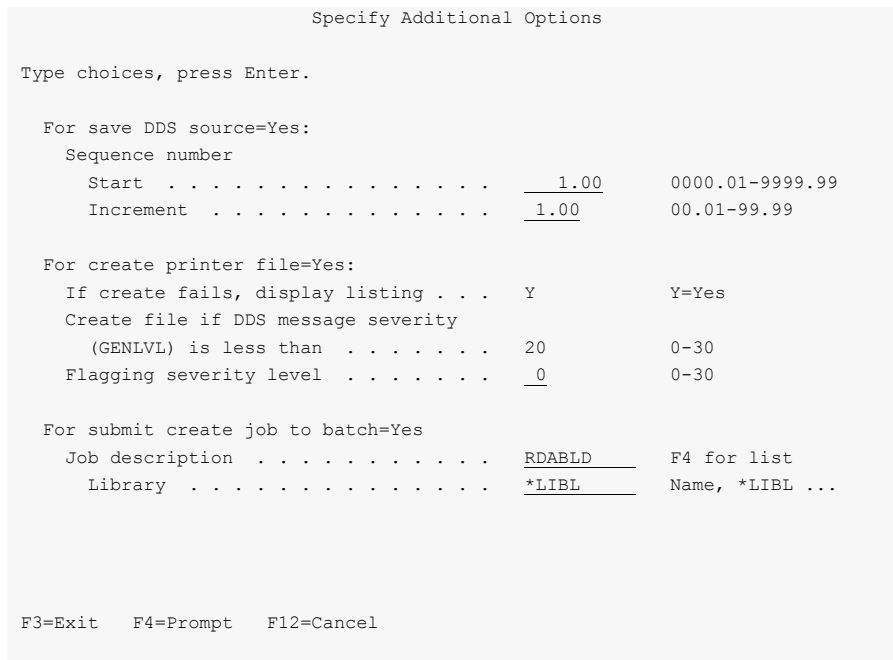 Specify Additional Options
Type choices, press Enter.
For save DDS source=Yes:
Sequence number
Start . . . . . . . . . . . . . . . 1.00 0000.01-9999.99
Increment . . . . . . . . . . . . . 1.00 00.01-99.99
For create printer file=Yes:
If create fails, display listing . . . Y Y=Yes
Create file if DDS message severity
(GENLVL) is less than . . . . . . . 20 0-30
Flagging severity level . . . . . . . 0 0-30
For submit create job to batch=Yes
Job description . . . . . . . . . . . RDABLD F4 for list
Library . . . . . . . . . . . . . . *LIBL Name, *LIBL ...
F3=Exit F4=Prompt F12=Cancel